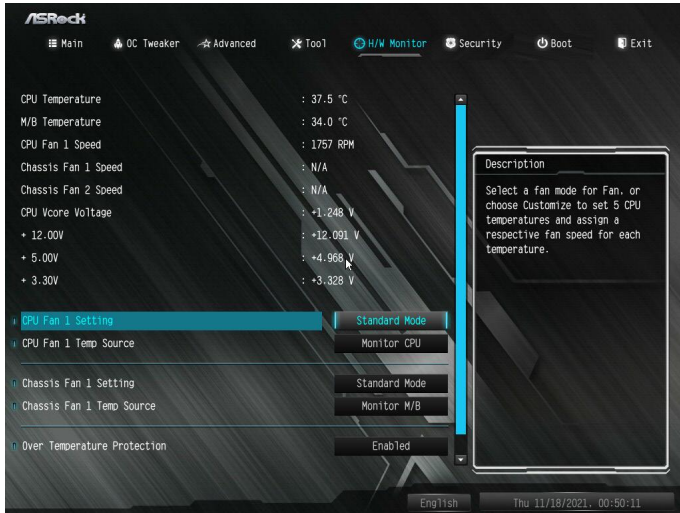 ASRock
Main OC Tweaker Advanced Tool H/W Monitor Security Boot Exit
CPU Temperature : 37.5 °C
M/B Temperature : 34.0 °C
CPU Fan 1 Speed : 1757 RPM
Chassis Fan 1 Speed : N/A
Chassis Fan 2 Speed : N/A
CPU Vcore Voltage : +1.248 V
+ 12.00V : +12.091 V
+ 5.00V : +4.968 V
+ 3.30V : +3.328 V
CPU Fan 1 Setting Standard Mode
CPU Fan 1 Temp Source Monitor CPU
Chassis Fan 1 Setting Standard Mode
Chassis Fan 1 Temp Source Monitor M/B
Over Temperature Protection Enabled
Description
Select a fan mode for Fan. or
choose Customize to set 5 CPU
temperatures and assign a
respective fan speed for each
temperature.
English Thu 11/18/2021. 00:50:11